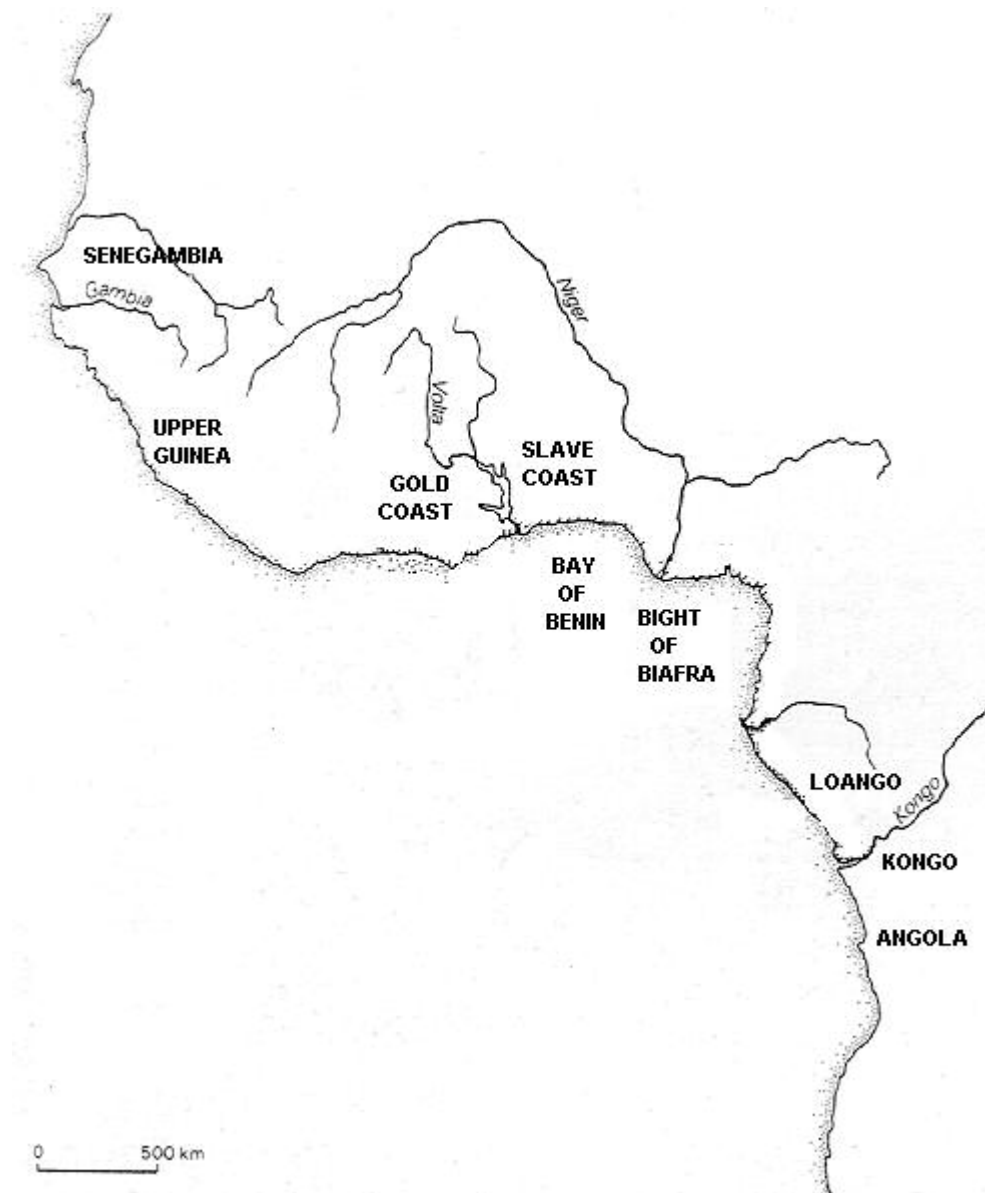 SENEGAMBIA
Gambia
Niger
Volta
UPPER
GUINEA
SLAVE
COAST
GOLD
COAST
BAY
OF
BENIN
BIGHT
OF
BIAFRA
LOANGO
Kongo
KONGO
ANGOLA
0 500 km